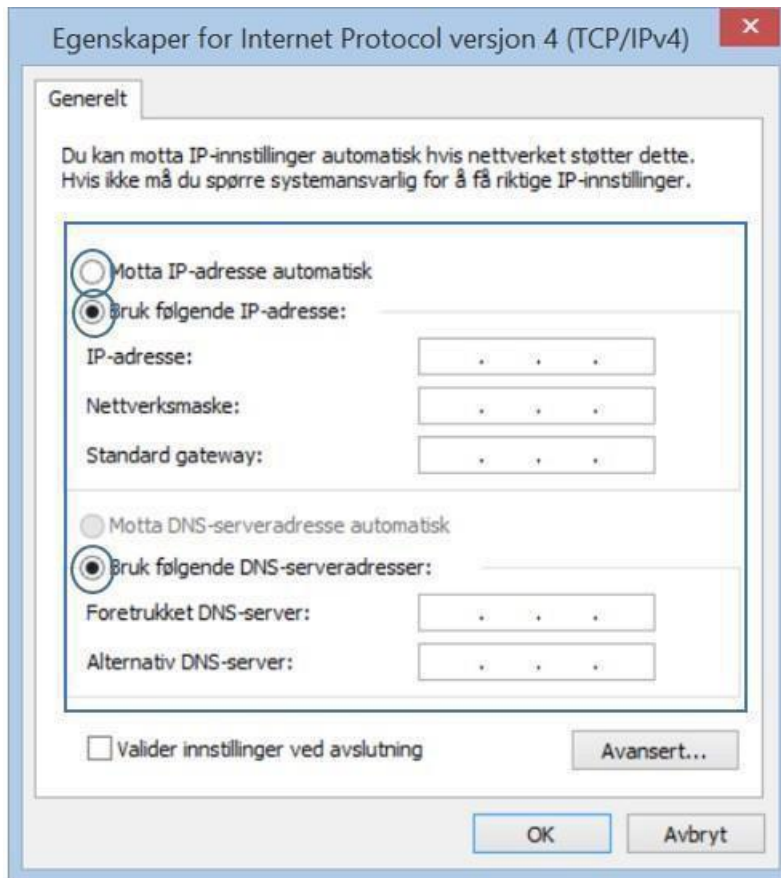 Egenskaper for Internet Protocol versjon 4 (TCP/IPv4)
Generelt
Du kan motta IP-innstillinger automatisk hvis nettverket støtter dette.
Hvis ikke må du spørre systemansvarlig for å få riktige IP-innstillinger.
Motta IP-adresse automatisk
Bruk følgende IP-adresse:
IP-adresse: . . .
Nettverksmaske: . . .
Standard gateway: . . .
Motta DNS-serveradresse automatisk
Bruk følgende DNS-serveradresser:
Foretrukket DNS-server: . . .
Alternativ DNS-server: . . .
Valider innstillinger ved avslutning
Avansert...
OK
Avbryt